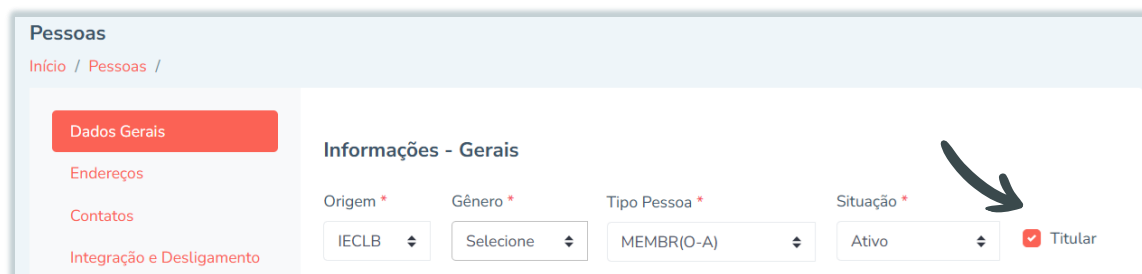 Pessoas
Início / Pessoas /
Dados Gerais
Endereços
Contatos
Integração e Desligamento
Informações - Gerais
Origem * Gênero * Tipo Pessoa * Situação *
IECLB Selecione MEMBR(O-A) Ativo Titular